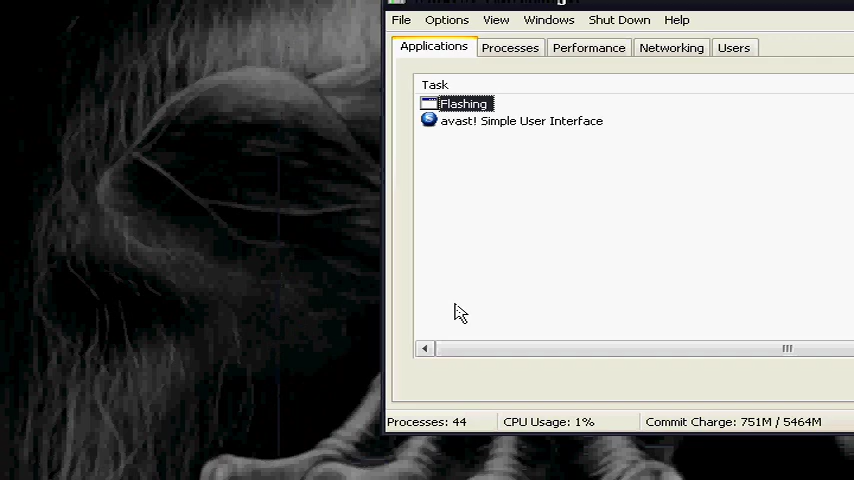 File Options View Windows Shut Down Help
Applications Processes Performance Networking Users
Task
Flashing
avast! Simple User Interface
Processes: 44 CPU Usage: 1% Commit Charge: 751M / 5464M